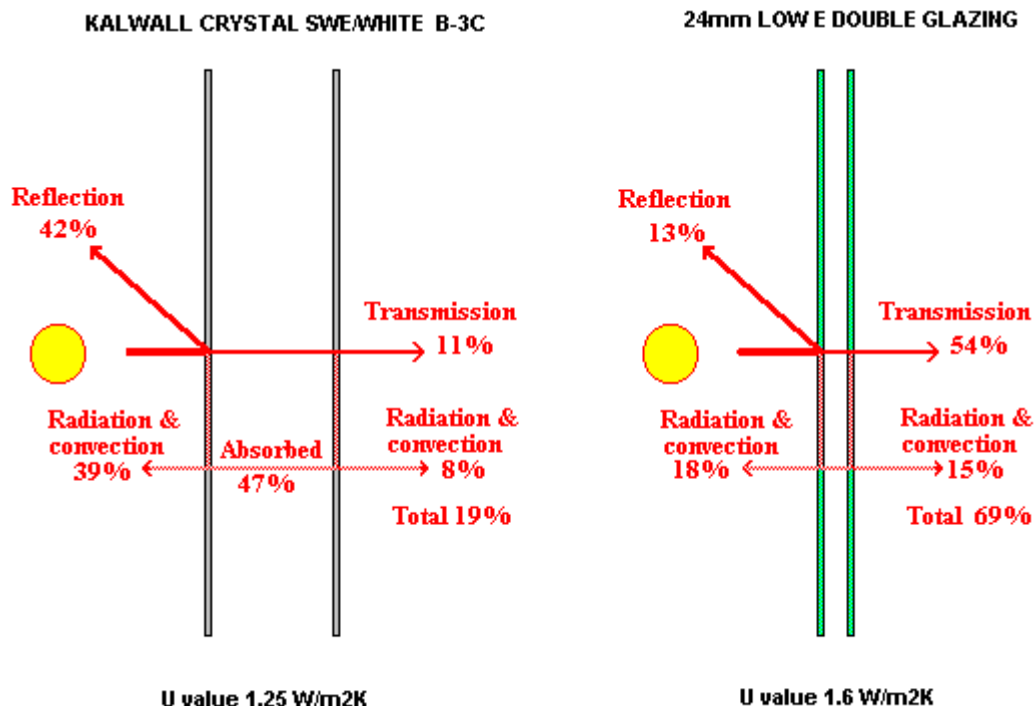 KALWALL CRYSTAL SWE/WHITE B-3C
Reflection
42%
Transmission
11%
Radiation &
convection
39%
Absorbed
47%
Radiation &
convection
8%
Total 19%
U value 1.25 W/m2K
24mm LOW E DOUBLE GLAZING
Reflection
13%
Transmission
54%
Radiation &
convection
18%
Radiation &
convection
15%
Total 69%
U value 1.6 W/m2K